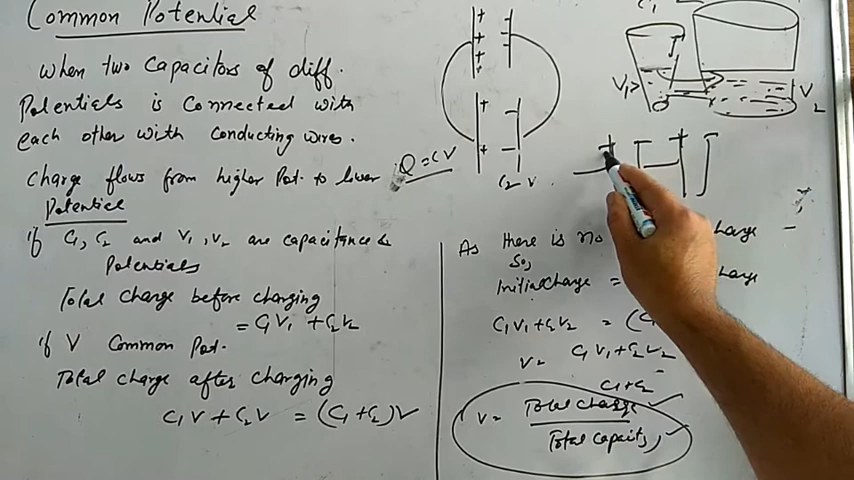 Common Potential
when two Capacitors of diff.
Potentials is Connected with
each other with Conducting wires.
Charge flows from higher Pot. to lower
Potential
if C1, C2 and V1, V2 are capacitance &
Potentials
Total charge before charging
= C1V1 + C2V2
if V Common Pot.
Total charge after charging
C1V + C2V = (C1 + C2)V
+
+
+
+
+
+
Q = CV
C2 V
C1
V1
V2
As there is no
So,
Initial charge =
C1V1 + C2V2 = (C
V = C1V1 + C2V2
C1 + C2
V = Total charge
Total capacity